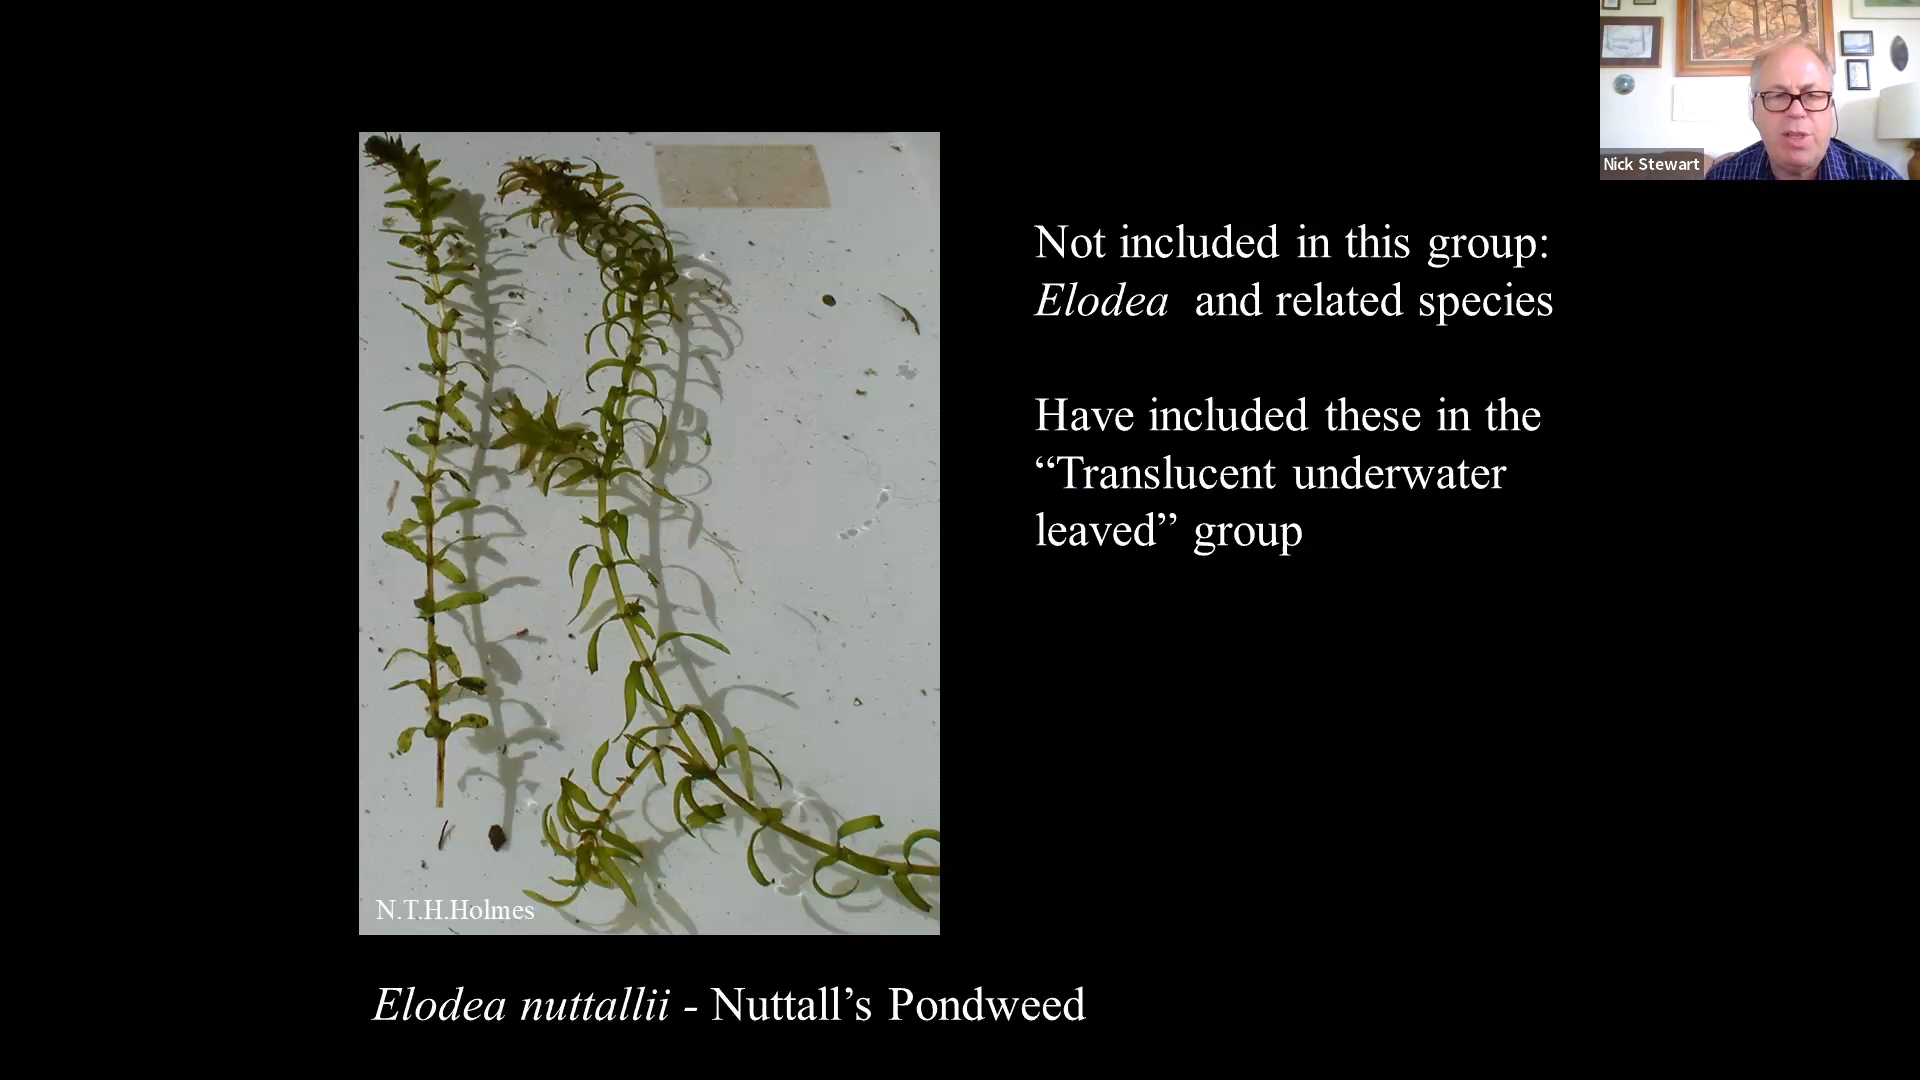 Nick Stewart
Not included in this group:
Elodea and related species
Have included these in the
“Translucent underwater
leaved” group
N.T.H.Holmes
Elodea nuttallii - Nuttall’s Pondweed